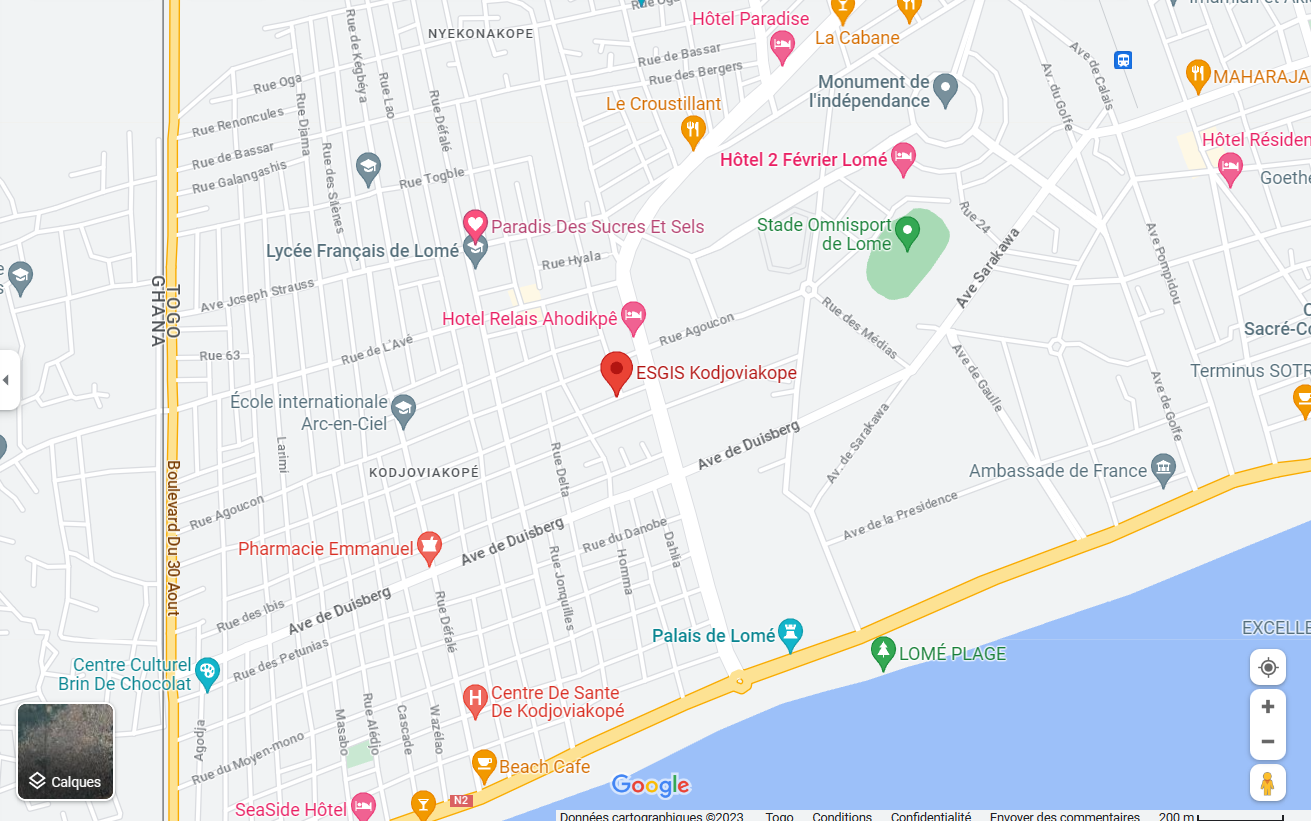 Hôtel Paradise
NYEKONAKOPE
La Cabane
Rue de Kégbéya
Rue de Bassar
Rue des Bergers
Av. du Golfe
Ave de Calais
Rue Oga
Rue Lao
Monument de
l'indépendance
MAHARAJA
Rue Djama
Rue Défalé
Le Croustillant
Rue Renoncules
Rue de Bassar
Rue Galangashis
Rue des Silènes
Rue Togble
Hôtel 2 Février Lomé
Hôtel Résiden
Goethe
Rue 24
Paradis Des Sucres Et Sels
Stade Omnisport
de Lome
Lycée Français de Lomé
Rue Hyala
Ave Sarakawa
Ave Pompidou
TOGO
GHANA
Ave Joseph Strauss
Hotel Relais Ahodikpê
Rue Agoucon
Rue des Médias
Sacré-Co
Rue de L'Avé
Rue 63
ESGIS Kodjoviakope
Ave de Gaulle
Terminus SOTR
Ave de Golfe
École internationale
Arc-en-Ciel
Av. de Sarakawa
Ave de Duisberg
Larimi
KODJOVIAKOPÉ
Rue Delta
Ambassade de France
Boulevard Du 30 Aout
Rue Agoucon
Ave de la Presidence
Pharmacie Emmanuel
Ave de Duisberg
Rue du Danobe
Dahlia
Rue Jonquilles
Homma
Rue des Ibis
Ave de Duisberg
Rue Défalé
Rue des Petunias
Palais de Lomé
EXCELLE
LOMÉ PLAGE
Centre Culturel
Brin De Chocolat
Centre De Sante
De Kodjoviakopé
Agodja
Masabo
Rue Alédio
Cascade
Wazélao
Rue du Moyen-mono
Beach Cafe
Calques
Google
SeaSide Hôtel
N2
Données cartographiques ©2023 Togo Conditions Confidentialité Envoyer des commentaires 200 m